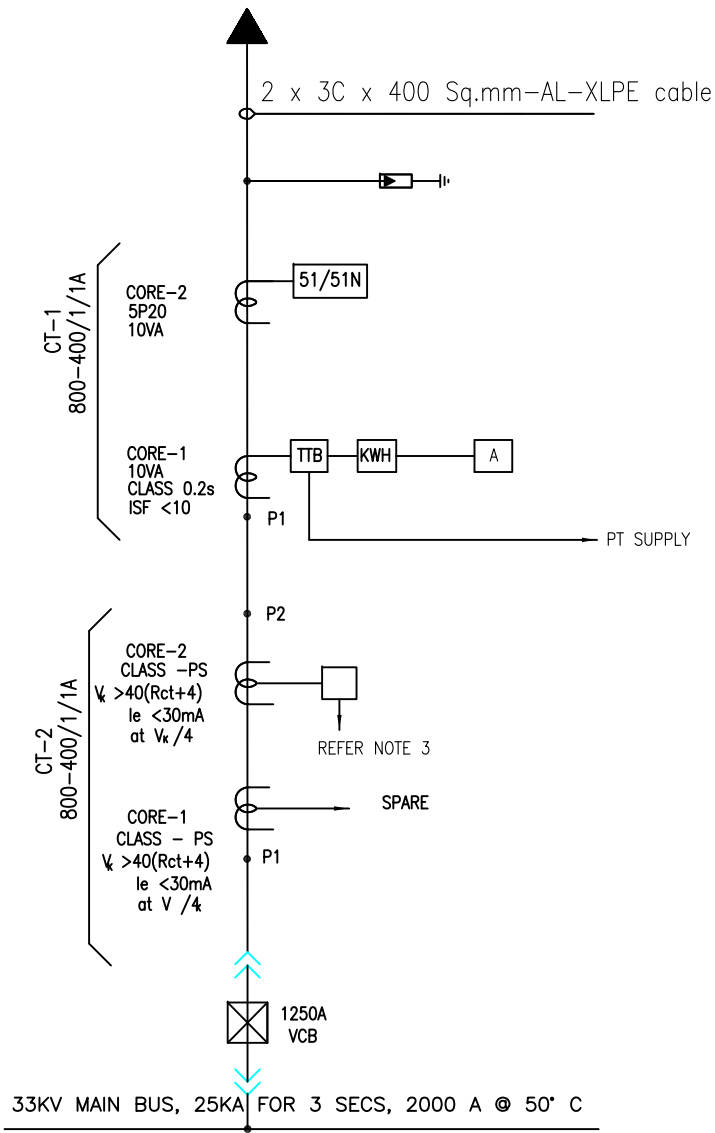 2 x 3C x 400 Sq.mm-AL-XLPE cable
CT-1
800-400/1/1A
CORE-2
5P20
10VA
51/51N
CORE-1
10VA
CLASS 0.2s
ISF <10
TTB
KWH
A
P1
PT SUPPLY
P2
CT-2
800-400/1/1A
CORE-2
CLASS -PS
Vk >40(Rct+4)
Ie <30mA
at Vk /4
REFER NOTE 3
SPARE
CORE-1
CLASS - PS
Vk >40(Rct+4)
Ie <30mA
at V /4k
P1
1250A
VCB
33KV MAIN BUS, 25KA FOR 3 SECS, 2000 A @ 50° C